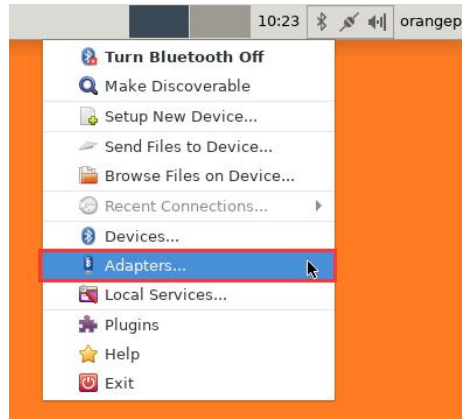 10:23 orangep
Turn Bluetooth Off
Make Discoverable
Setup New Device...
Send Files to Device...
Browse Files on Device...
Recent Connections...
Devices...
Adapters...
Local Services...
Plugins
Help
Exit